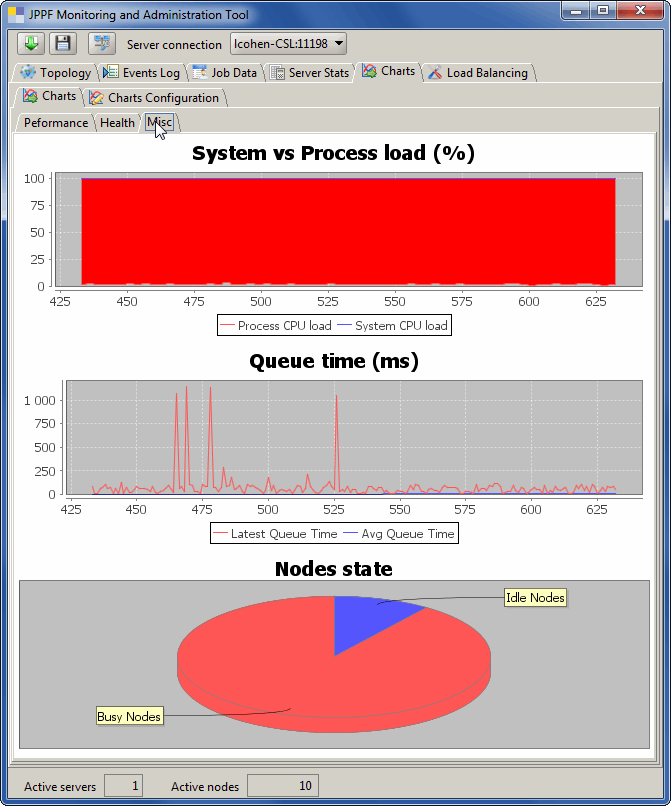 JPPF Monitoring and Administration Tool
Server connection lcohen-CSL:11198
Topology Events Log Job Data Server Stats Charts Load Balancing
Charts Charts Configuration
Peformance Health Misc
System vs Process load (%)
100
75
50
25
0
425 450 475 500 525 550 575 600 625
Process CPU load System CPU load
Queue time (ms)
1 000
750
500
250
0
425 450 475 500 525 550 575 600 625
Latest Queue Time Avg Queue Time
Nodes state
Idle Nodes
Busy Nodes
Active servers 1 Active nodes 10